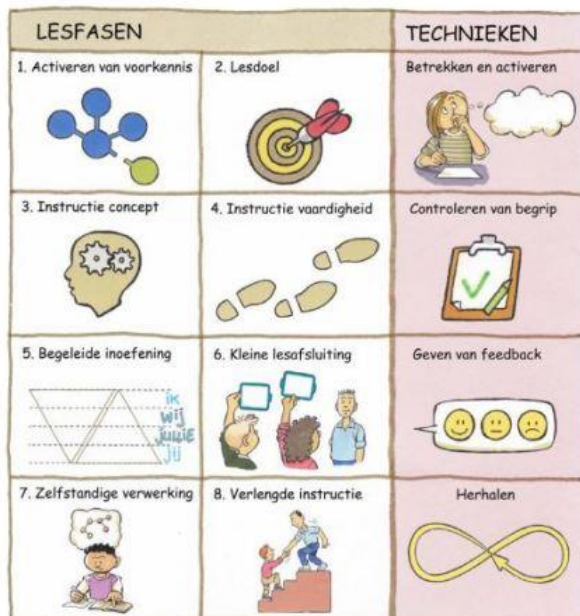 LESFASEN
TECHNIEKEN
1. Activeren van voorkennis
2. Lesdoel
Betrekken en activeren
3. Instructie concept
4. Instructie vaardigheid
Controleren van begrip
5. Begeleide inoefening
6. Kleine lesafsluiting
Geven van feedback
ik
wij
jullie
jij
7. Zelfstandige verwerking
8. Verlengde instructie
Herhalen